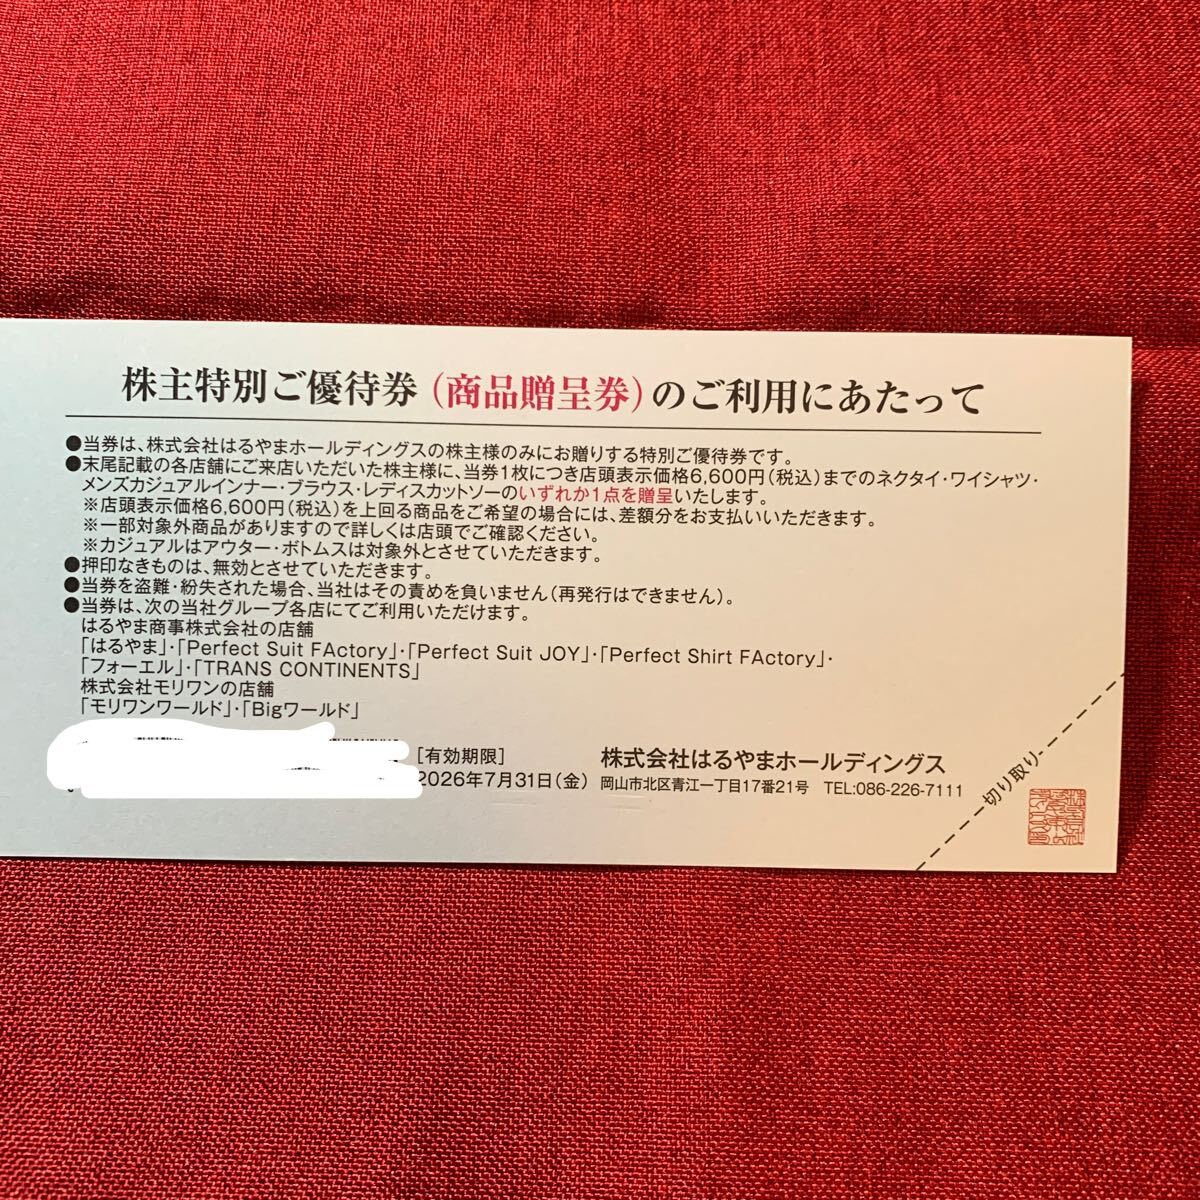 株主特別ご優待券(商品贈呈券)のご利用にあたって
●当券は、株式会社はるやまホールディングスの株主様のみにお贈りする特別ご優待券です。
●末尾記載の各店舗にご来店いただいた株主様に、当券1枚につき店頭表示価格6,600円(税込)までのネクタイ・ワイシャツ・
メンズカジュアルインナー・ブラウス・レディスカットソーのいずれか1点を贈呈いたします。
※店頭表示価格6,600円(税込)を上回る商品をご希望の場合には、差額分をお支払いいただきます。
※一部対象外商品がありますので詳しくは店頭でご確認ください。
※カジュアルはアウター・ボトムスは対象外とさせていただきます。
●押印なきものは、無効とさせていただきます。
●当券を盗難・紛失された場合、当社はその責めを負いません(再発行はできません)。
●当券は、次の当社グループ各店にてご利用いただけます。
はるやま商事株式会社の店舗
「はるやま」・「Perfect Suit FActory」・「Perfect Suit JOY」・「Perfect Shirt FActory」・
「フォーエル」・「TRANS CONTINENTS」
株式会社モリワンの店舗
「モリワンワールド」・「Bigワールド」
[有効期限]
2026年7月31日(金)
株式会社はるやまホールディングス
岡山市北区青江一丁目17番21号 TEL:086-226-7111
切り取り